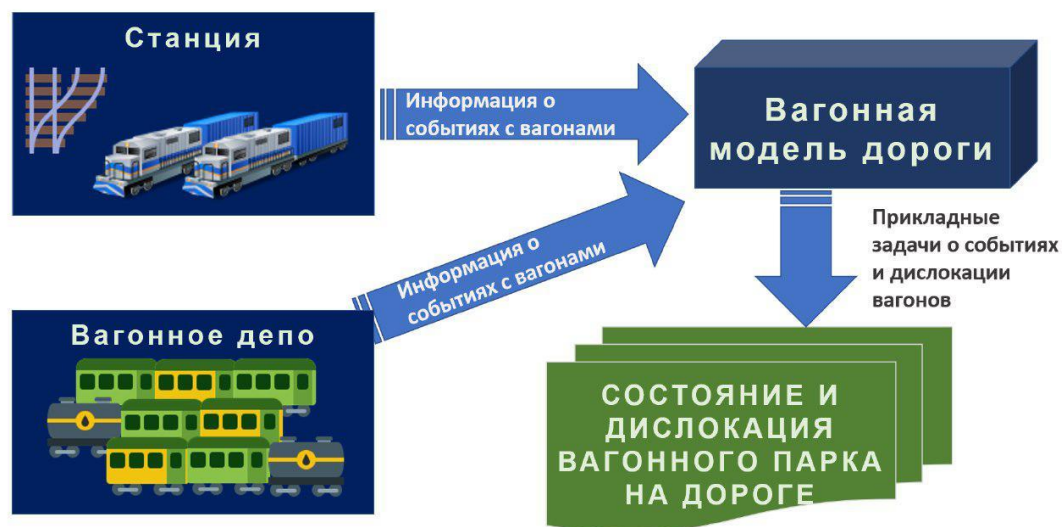 Станция
Информация о
событиях с вагонами
Вагонная
модель дороги
Информация о
событиях с вагонами
Прикладные
задачи о событиях
и дислокации
вагонов
Вагонное депо
СОСТОЯНИЕ И
ДИСЛОКАЦИЯ
ВАГОННОГО ПАРКА
НА ДОРОГЕ